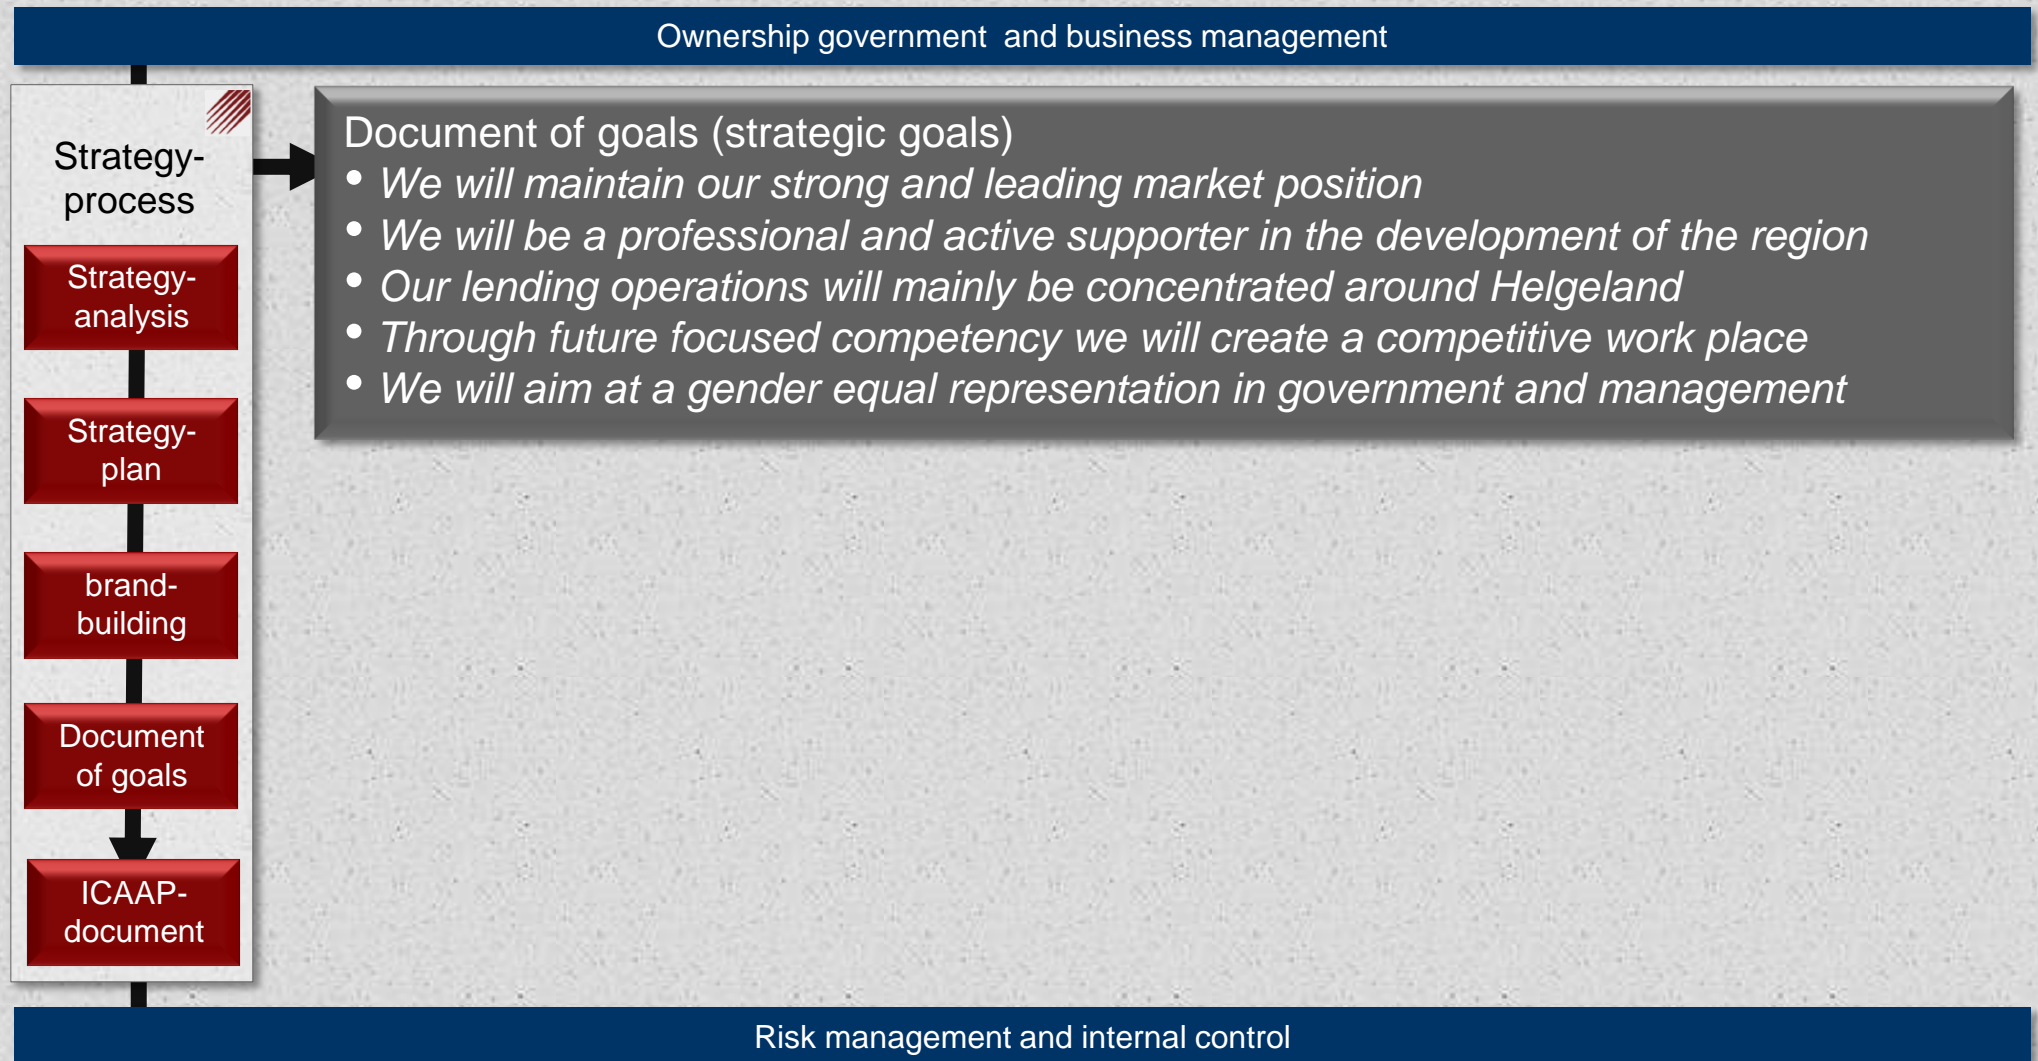 Ownership government  and business management
Strategy-
process
Strategy-
analysis
Strategy-
plan
brand-
building
Document
of goals
ICAAP-
document
Document of goals (strategic goals)
• We will maintain our strong and leading market position
• We will be a professional and active supporter in the development of the region
• Our lending operations will mainly be concentrated around Helgeland
• Through future focused competency we will create a competitive work place
• We will aim at a gender equal representation in government and management
Risk management and internal control